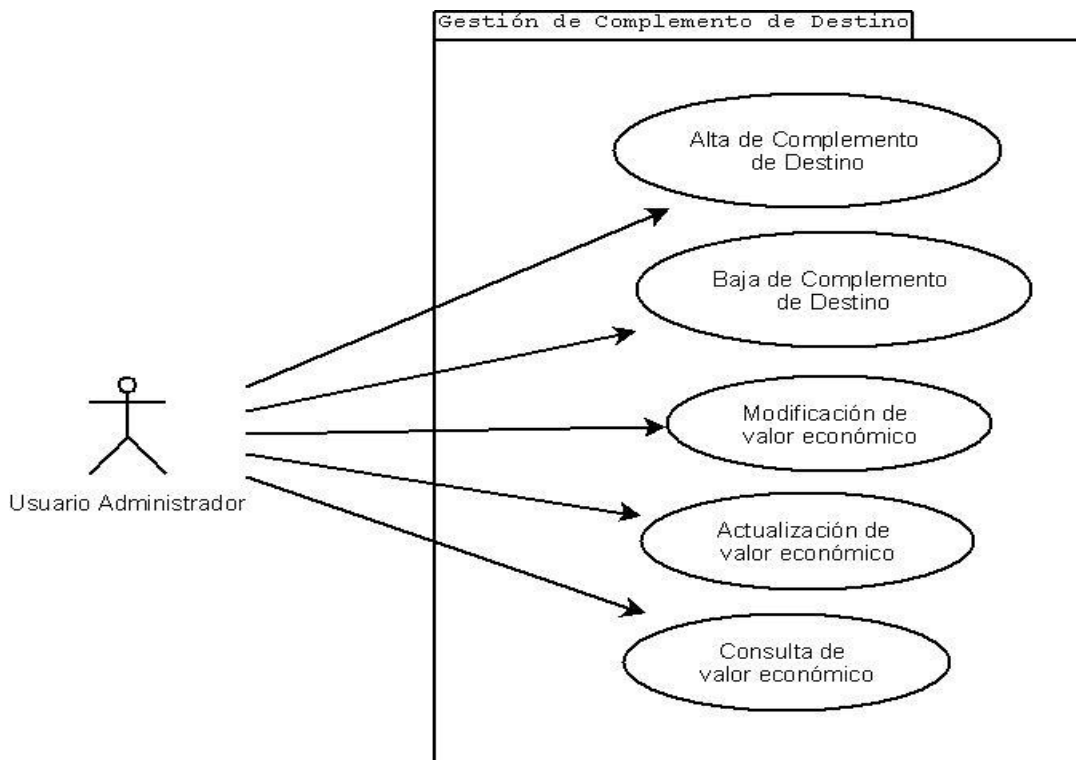 Gestión de Complemento de Destino
Alta de Complemento
de Destino
Baja de Complemento
de Destino
Modificación de
valor económico
Usuario Administrador
Actualización de
valor económico
Consulta de
valor económico